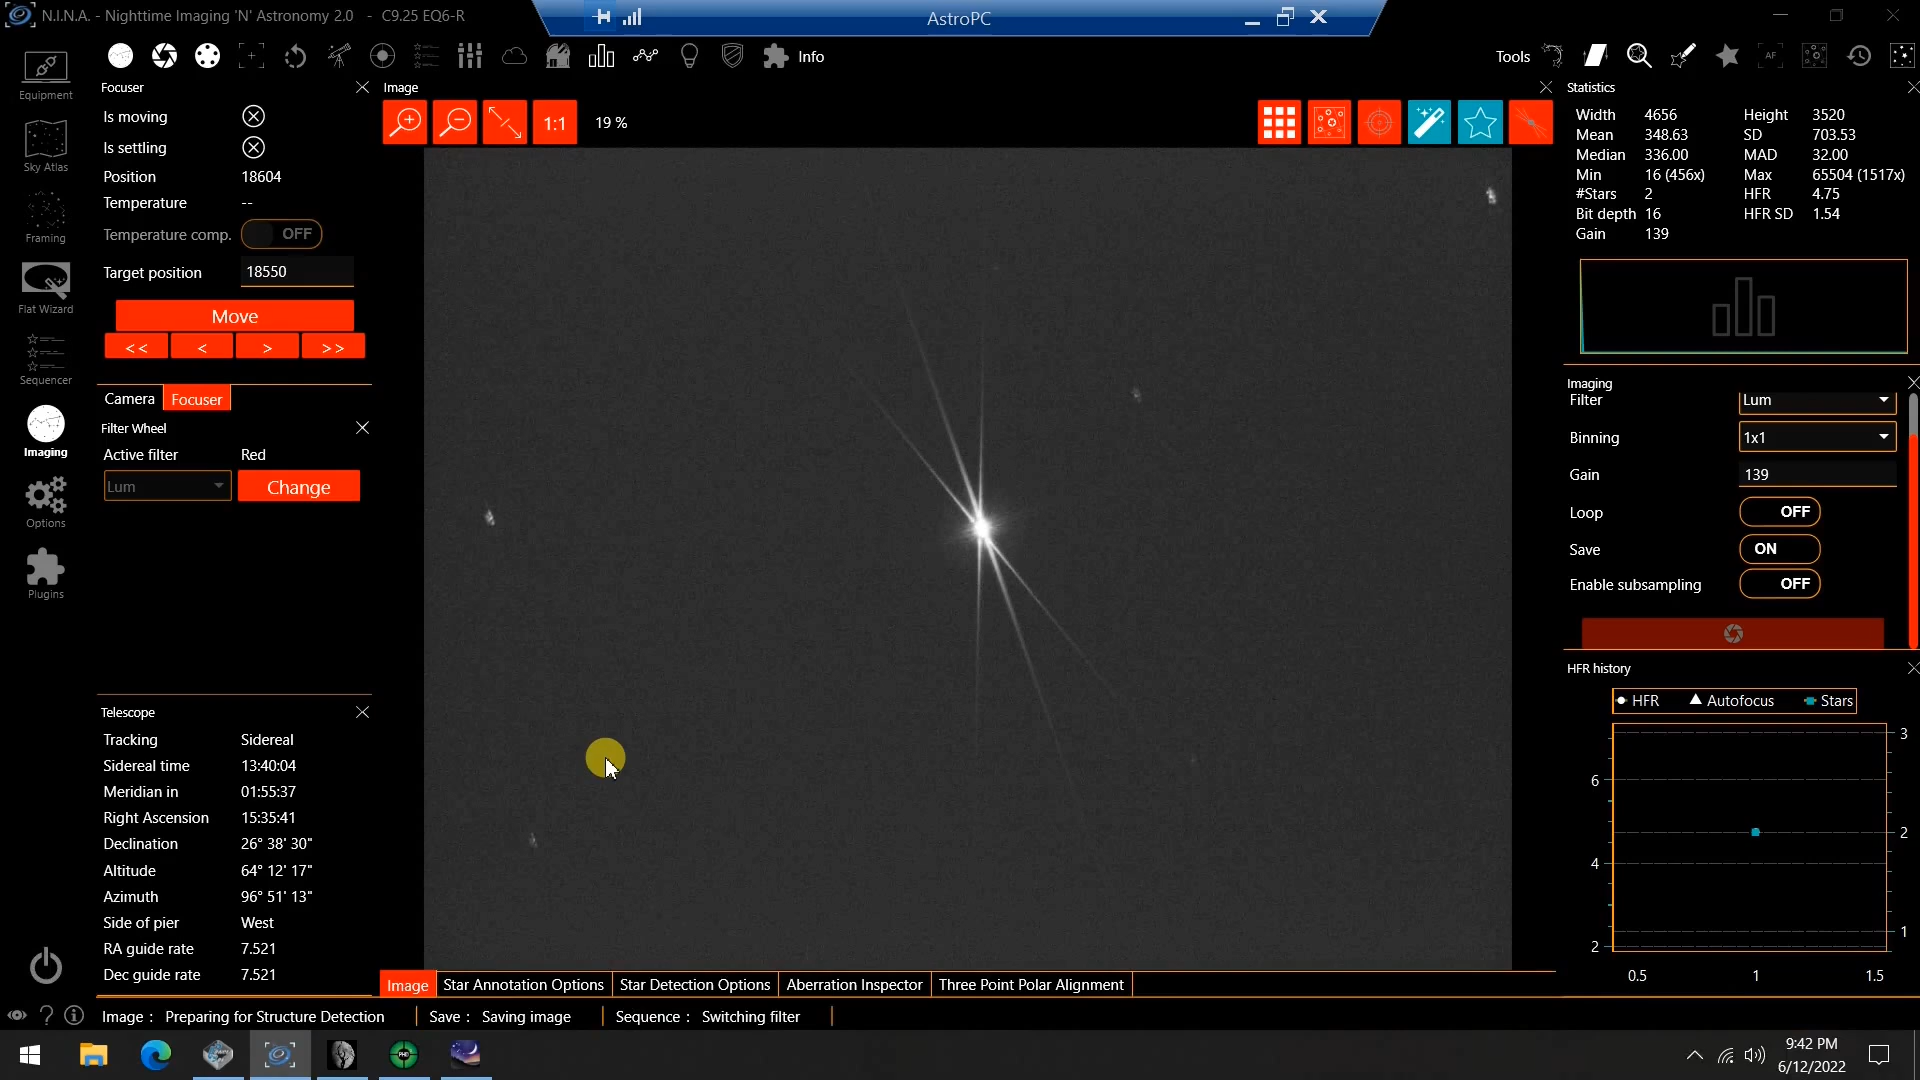 N.I.N.A. - Nighttime Imaging 'N' Astronomy 2.0 - C9.25 EQ6-R
AstroPC
Info
Tools
Equipment
Sky Atlas
Framing
Flat Wizard
Sequencer
Imaging
Options
Plugins
Focuser
Is moving
Is settling
Position 18604
Temperature --
Temperature comp. OFF
Target position 18550
Move
<< < > >>
Camera Focuser
Filter Wheel
Active filter Red
Lum Change
Telescope
Tracking Sidereal
Sidereal time 13:40:04
Meridian in 01:55:37
Right Ascension 15:35:41
Declination 26° 38' 30"
Altitude 64° 12' 17"
Azimuth 96° 51' 13"
Side of pier West
RA guide rate 7.521
Dec guide rate 7.521
Image
1:1 19 %
AF
Image Star Annotation Options Star Detection Options Aberration Inspector Three Point Polar Alignment
Statistics
Width 4656 Height 3520
Mean 348.63 SD 703.53
Median 336.00 MAD 32.00
Min 16 (456x) Max 65504 (1517x)
#Stars 2 HFR 4.75
Bit depth 16 HFR SD 1.54
Gain 139
Imaging
Filter Lum
Binning 1x1
Gain 139
Loop OFF
Save ON
Enable subsampling OFF
HFR history
HFR Autofocus Stars
3
6
2
4
1
2
0.5 1 1.5
Image : Preparing for Structure Detection Save : Saving image Sequence : Switching filter
PHD
9:42 PM
6/12/2022